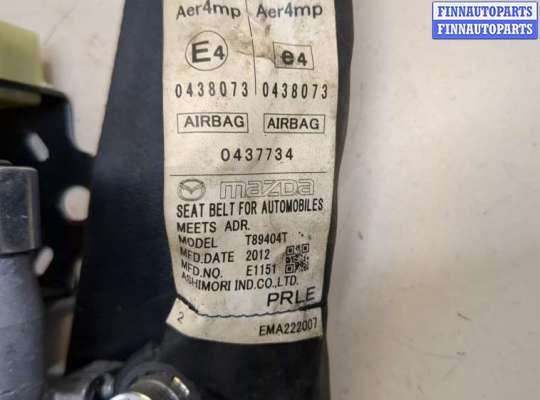 FINNAUTOPARTS
FINNAUTOPARTS
Aer4mp Aer4mp
E4 e4
0438073 0438073
AIRBAG AIRBAG
0437734
mazda
SEAT BELT FOR AUTOMOBILES
MEETS ADR.
MODEL T89404T
MFD.DATE 2012
MFD.NO. E1151
ASHIMORI IND.CO.,LTD.
PRLE
2 EMA222007